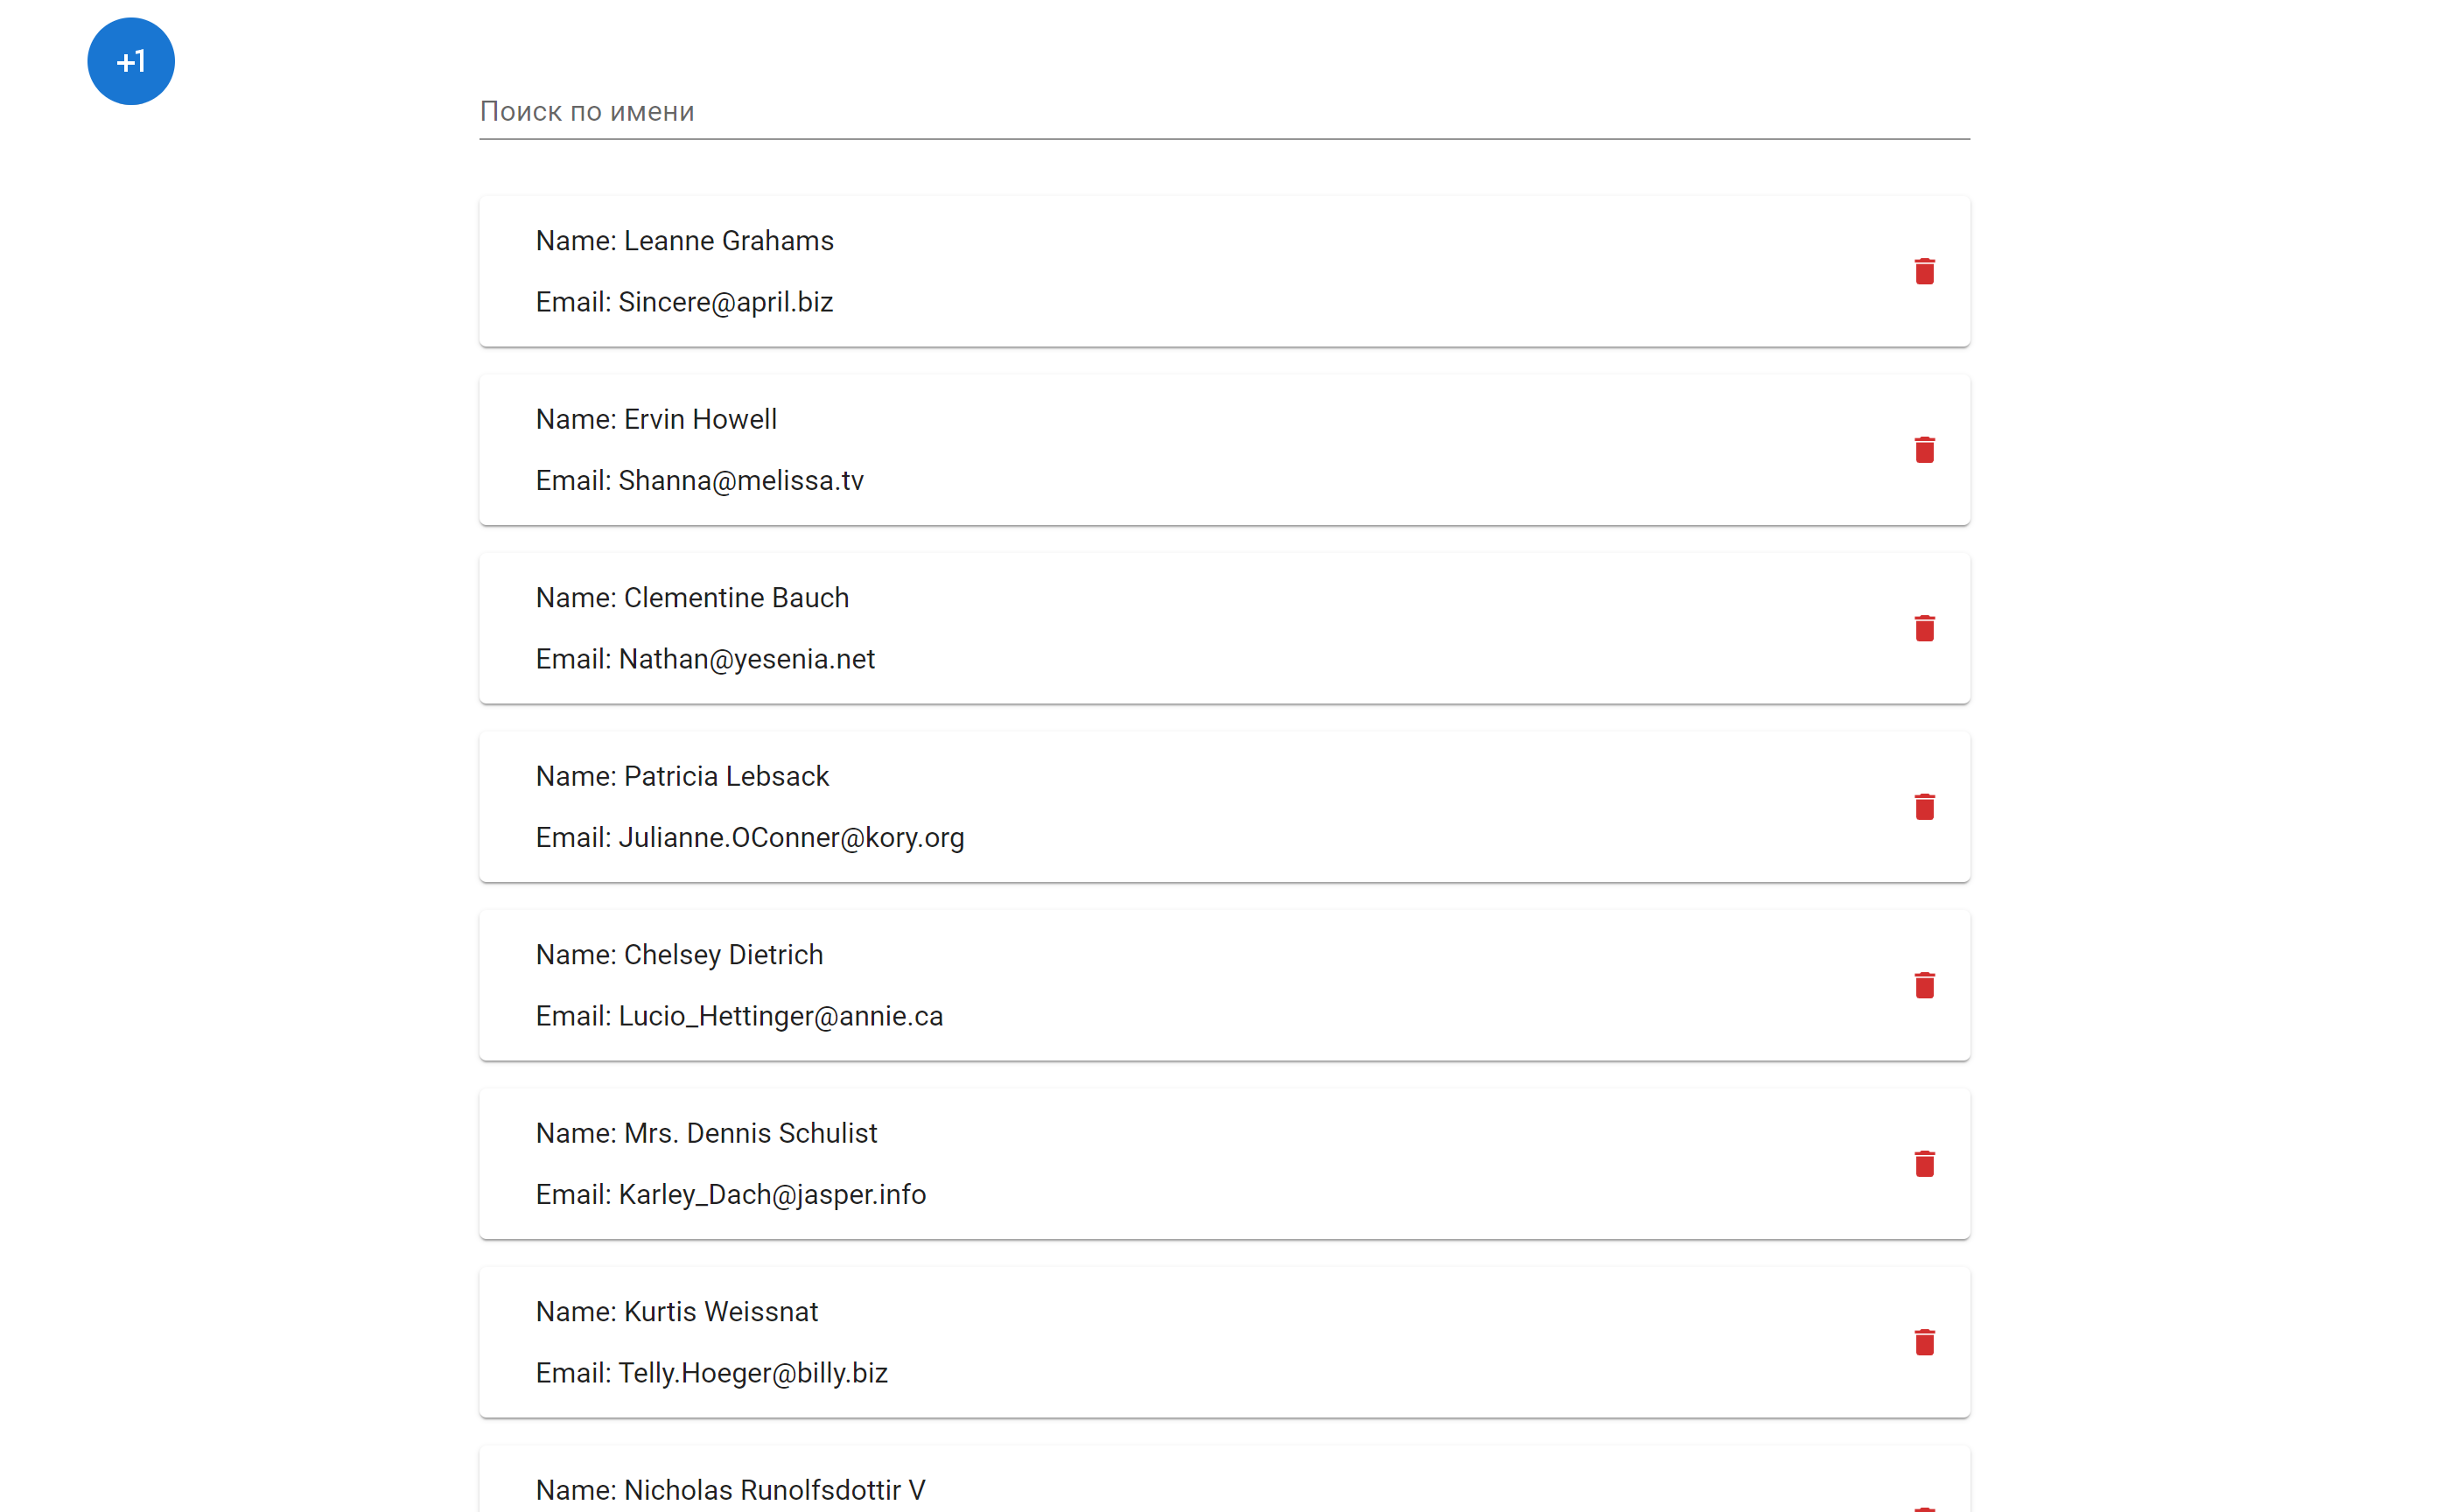 +1
Поиск по имени
Name: Leanne Grahams
Email: Sincere@april.biz
Name: Ervin Howell
Email: Shanna@melissa.tv
Name: Clementine Bauch
Email: Nathan@yesenia.net
Name: Patricia Lebsack
Email: Julianne.OConner@kory.org
Name: Chelsey Dietrich
Email: Lucio_Hettinger@annie.ca
Name: Mrs. Dennis Schulist
Email: Karley_Dach@jasper.info
Name: Kurtis Weissnat
Email: Telly.Hoeger@billy.biz
Name: Nicholas Runolfsdottir V